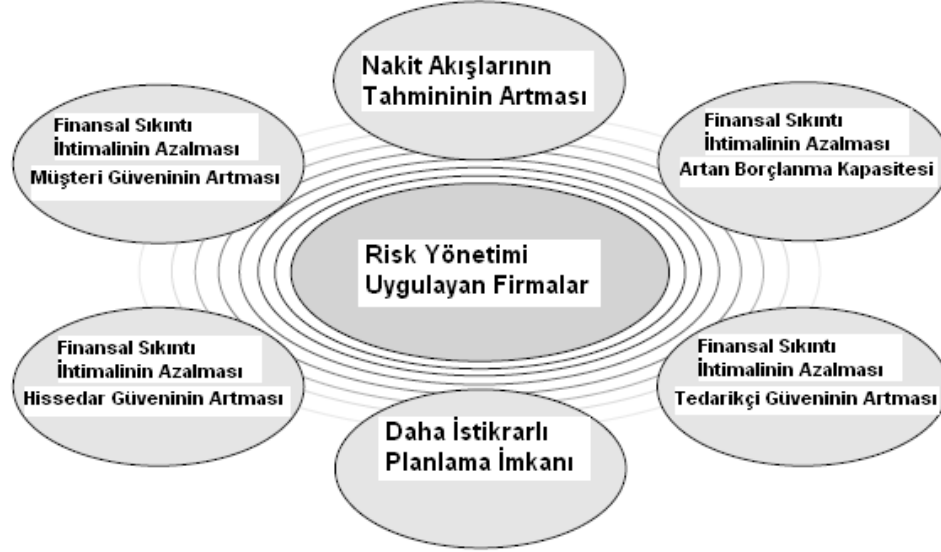 Nakit Akışlarının
Tahmininin Artması
Finansal Sıkıntı
İhtimalinin Azalması
Müşteri Güveninin Artması
Finansal Sıkıntı
İhtimalinin Azalması
Artan Borçlanma Kapasitesi
Risk Yönetimi
Uygulayan Firmalar
Finansal Sıkıntı
İhtimalinin Azalması
Hissedar Güveninin Artması
Finansal Sıkıntı
İhtimalinin Azalması
Tedarikçi Güveninin Artması
Daha İstikrarlı
Planlama İmkanı